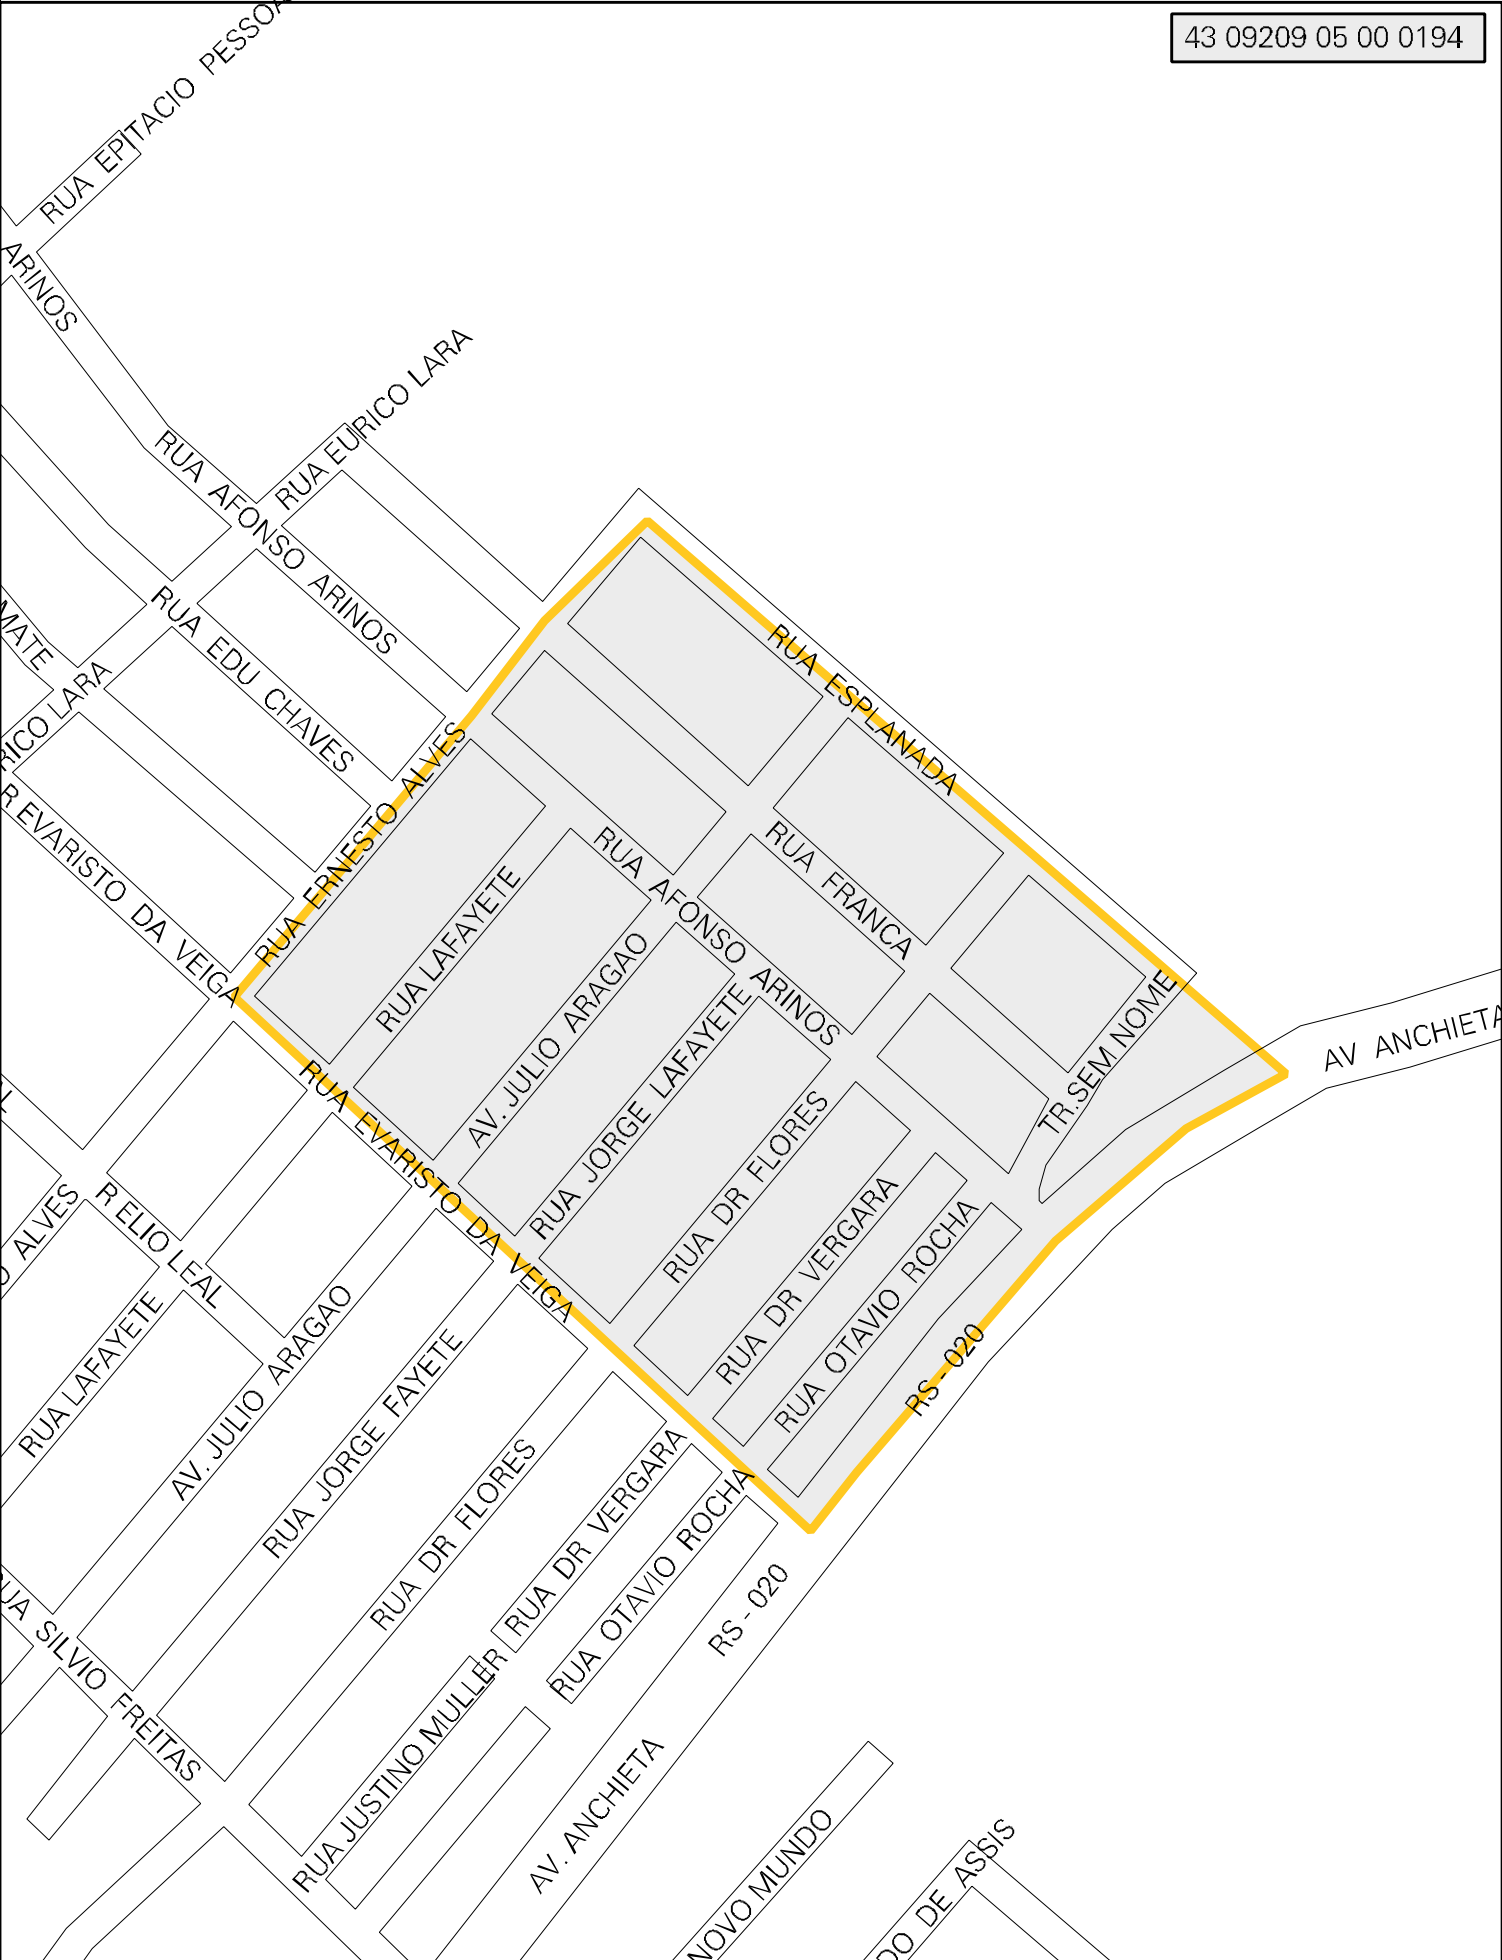 43 09209 05 00 0194
RUA EPITACIO PESSOA
ARINOS
RUA EURICO LARA
RUA AFONSO ARINOS
RUA EDU CHAVES
MATE
RICO LARA
R EVARISTO DA VEIGA
RUA ERNESTO ALVES
RUA ESPLANADA
RUA FRANCA
RUA AFONSO ARINOS
RUA LAFAYETE
AV. JULIO ARAGAO
RUA JORGE LAFAYETE
TR.SEM NOME
AV ANCHIETA
RUA EVARISTO DA VEIGA
RUA DR FLORES
RUA DR VERGARA
RUA OTAVIO ROCHA
RS - 020
O ALVES
R ELIO LEAL
RUA LAFAYETE
AV. JULIO ARAGAO
RUA JORGE FAYETE
RUA DR FLORES
RUA DR VERGARA
RUA OTAVIO ROCHA
RS - 020
UA SILVIO FREITAS
RUA JUSTINO MULLER
AV. ANCHIETA
NOVO MUNDO
DO DE ASSIS